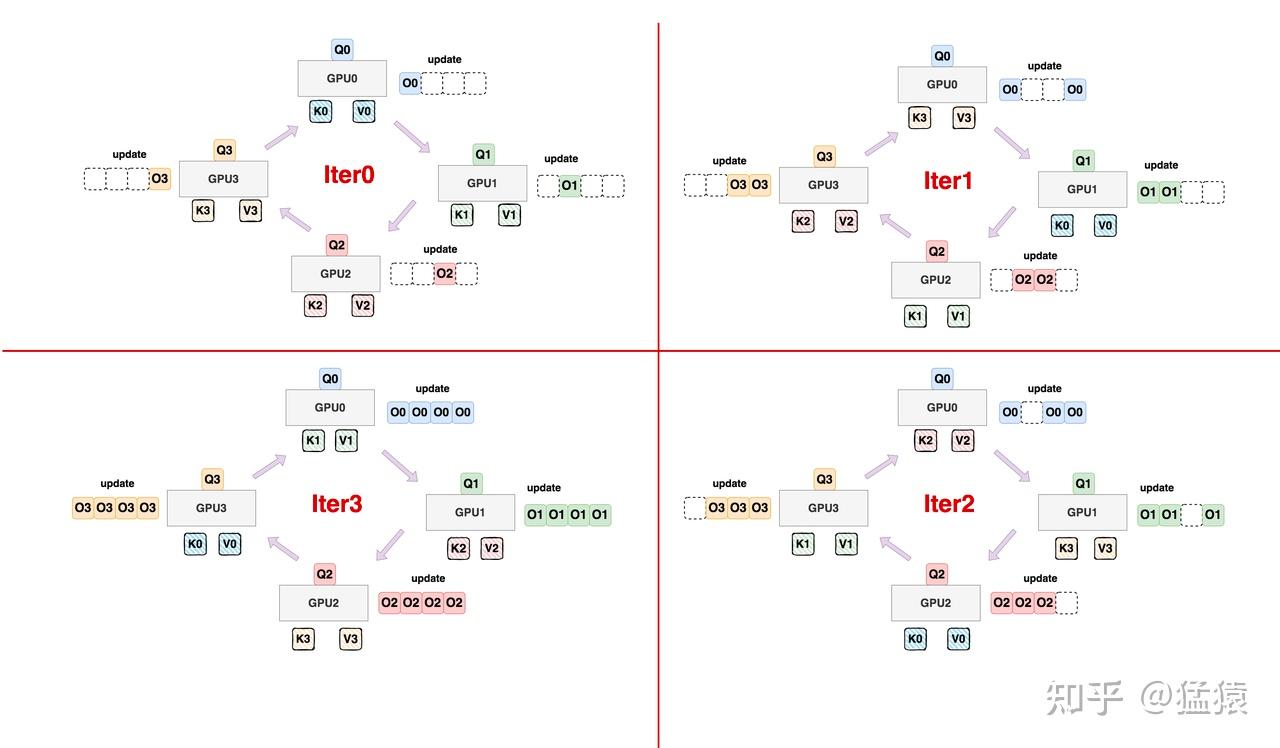 Q0
update
GPU0
O0
K0 V0
Q3
Q1
update
update
O3
GPU3
Iter0
GPU1
O1
K3 V3
K1 V1
Q2
update
GPU2
O2
K2 V2
Q0
update
GPU0
O0 O0
K3 V3
Q3
Q1
update
update
O3 O3
GPU3
Iter1
GPU1
O1 O1
K2 V2
K0 V0
Q2
update
GPU2
O2 O2
K1 V1
Q0
update
GPU0
O0 O0 O0 O0
K1 V1
Q3
Q1
update
update
O3 O3 O3 O3
GPU3
Iter3
GPU1
O1 O1 O1 O1
K0 V0
K2 V2
Q2
update
GPU2
O2 O2 O2 O2
K3 V3
Q0
update
GPU0
O0 O0 O0
K2 V2
Q3
Q1
update
update
O3 O3 O3
GPU3
Iter2
GPU1
O1 O1 O1
K1 V1
K3 V3
Q2
update
GPU2
O2 O2 O2
K0 V0
知乎 @猛猿